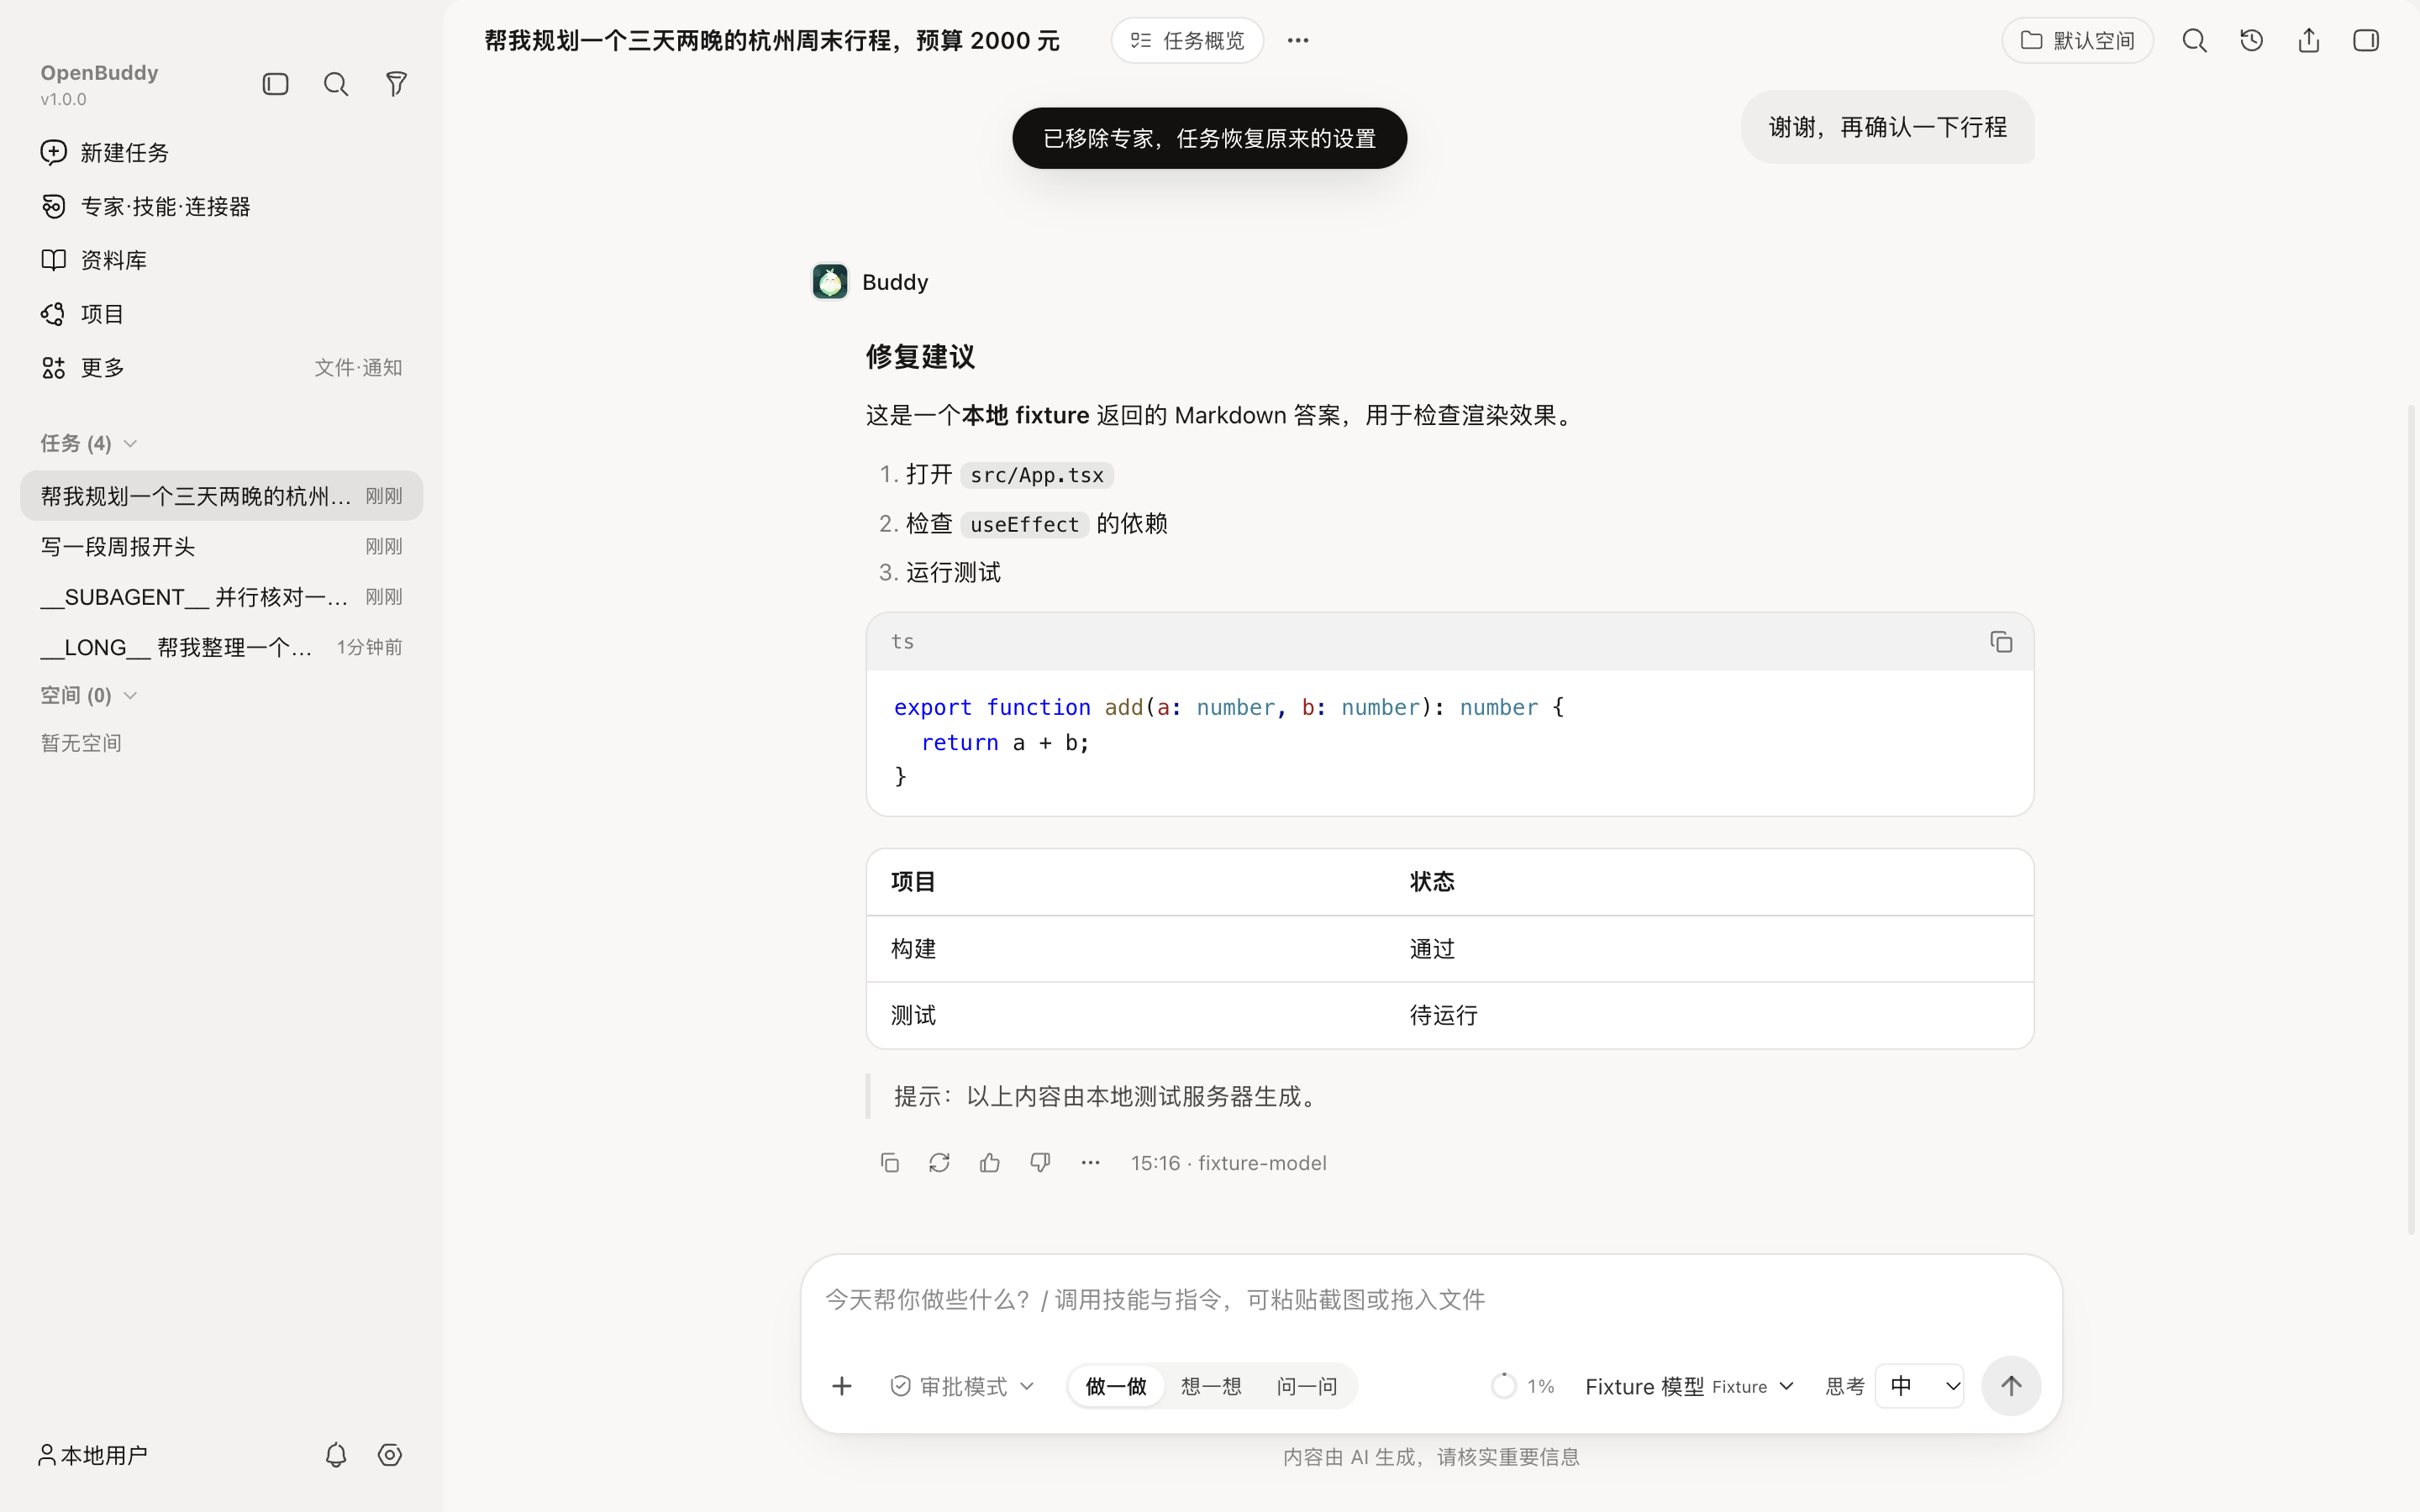 OpenBuddy
v1.0.0
新建任务
专家·技能·连接器
资料库
项目
更多 文件·通知
任务 (4)
帮我规划一个三天两晚的杭州... 刚刚
写一段周报开头 刚刚
__SUBAGENT__ 并行核对一... 刚刚
__LONG__ 帮我整理一个... 1分钟前
空间 (0)
暂无空间
本地用户
帮我规划一个三天两晚的杭州周末行程，预算 2000 元
任务概览
默认空间
已移除专家，任务恢复原来的设置
谢谢，再确认一下行程
Buddy
修复建议
这是一个本地 fixture 返回的 Markdown 答案，用于检查渲染效果。
1. 打开 src/App.tsx
2. 检查 useEffect 的依赖
3. 运行测试
ts
export function add(a: number, b: number): number {
  return a + b;
}
项目 状态
构建 通过
测试 待运行
提示：以上内容由本地测试服务器生成。
15:16 · fixture-model
今天帮你做些什么？/ 调用技能与指令，可粘贴截图或拖入文件
审批模式 做一做 想一想 问一问 1% Fixture 模型 Fixture 思考 中
内容由 AI 生成，请核实重要信息